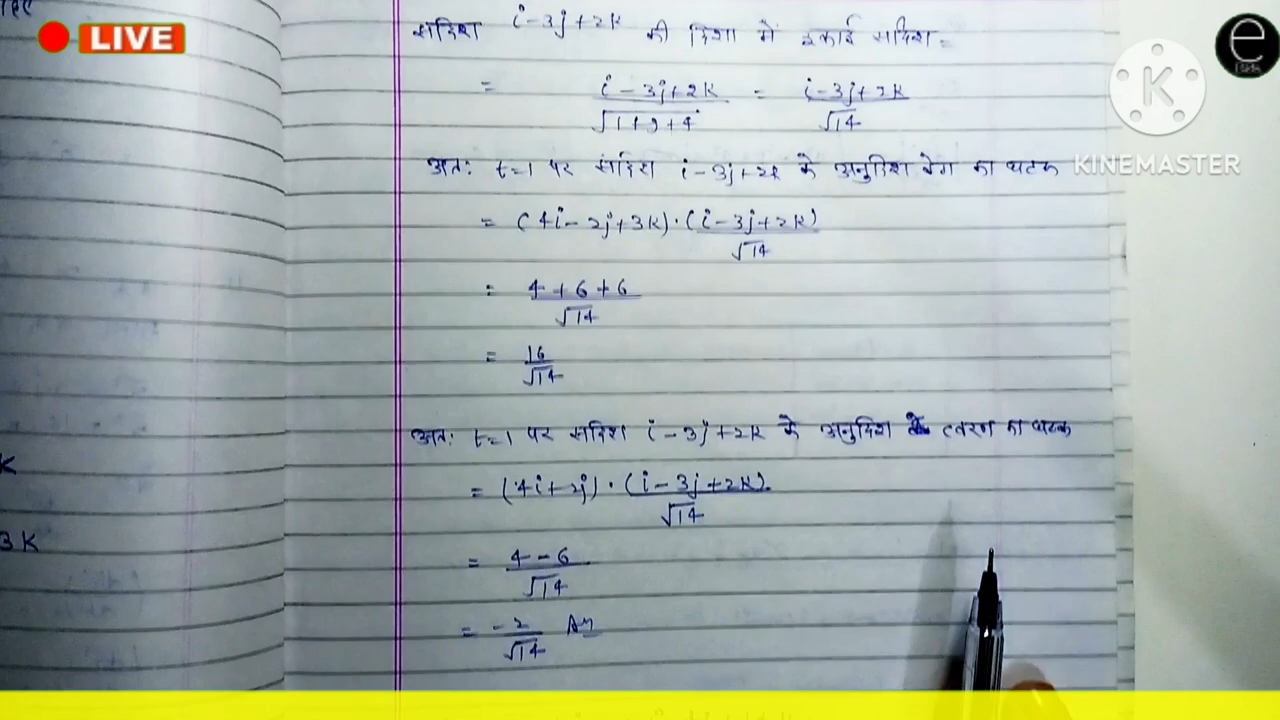 LIVE
e
KINEMASTER
सदिश i-3j+2k की दिशा में इकाई सदिश =
= i-3j+2k / √1+9+4 = i-3j+2k / √14
अतः t=1 पर सदिश i-3j+2k के अनुदिश वेग का घटक
= (4i-2j+3k)·(i-3j+2k) / √14
= 4+6+6 / √14
= 16 / √14
अतः t=1 पर सदिश i-3j+2k के अनुदिश त्वरण का घटक
= (4i+2j)·(i-3j+2k) / √14
= 4-6 / √14
= -2 / √14 Ans
K
3K